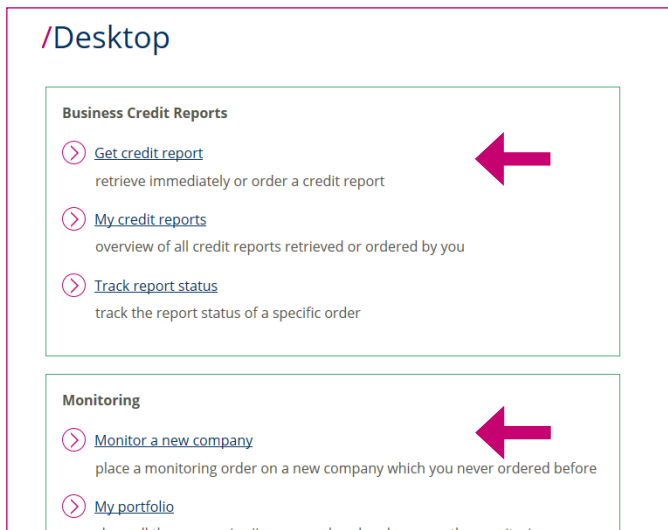 /Desktop
Business Credit Reports
Get credit report
retrieve immediately or order a credit report
My credit reports
overview of all credit reports retrieved or ordered by you
Track report status
track the report status of a specific order
Monitoring
Monitor a new company
place a monitoring order on a new company which you never ordered before
My portfolio